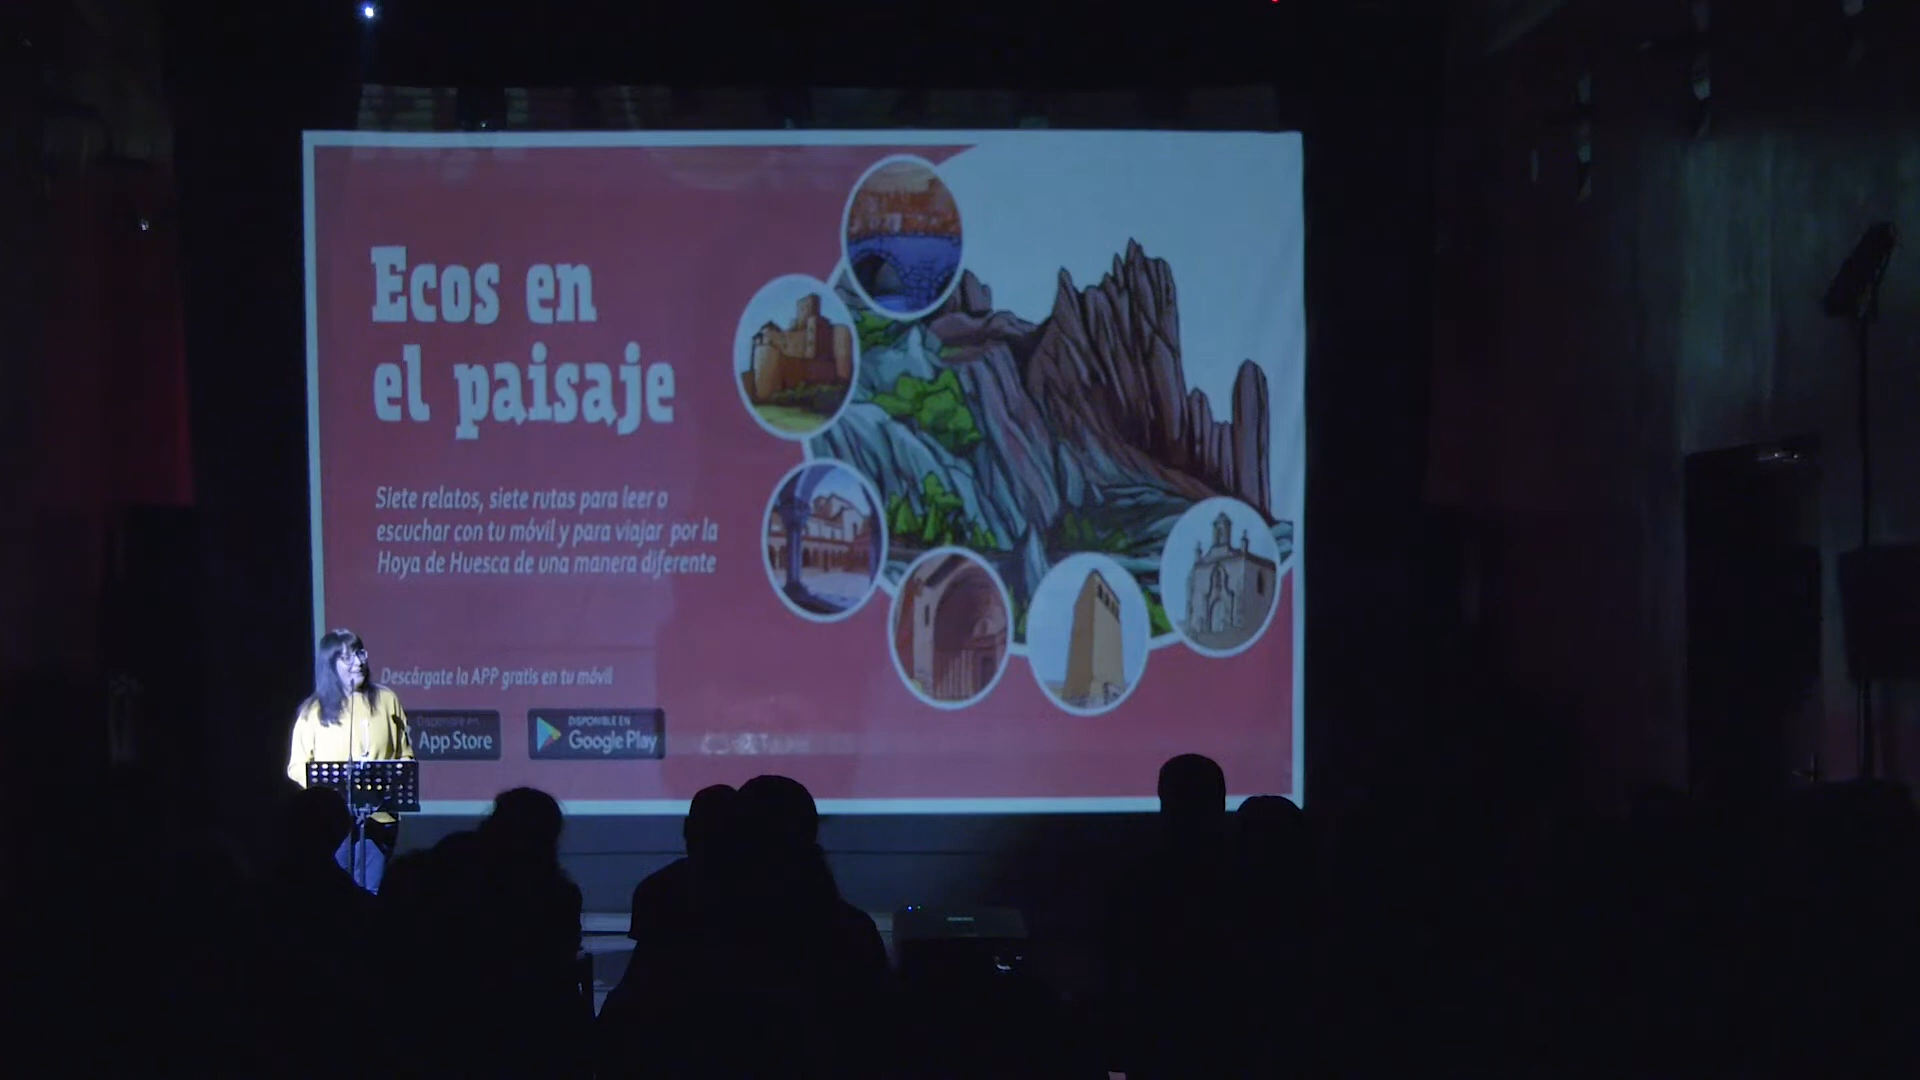 Ecos en
el paisaje
Siete relatos, siete rutas para leer o
escuchar con tu móvil y para viajar por la
Hoya de Huesca de una manera diferente
Descárgate la APP gratis en tu móvil
Disponible en
App Store
DISPONIBLE EN
Google Play